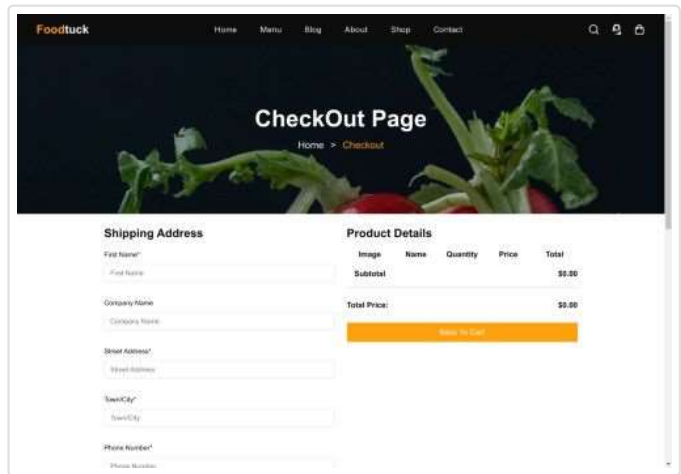 Foodtuck
Home Menu Blog About Shop Contact
CheckOut Page
Home > Checkout
Shipping Address
First Name*
First Name
Company Name
Company Name
Street Address*
Street Address
Town/City*
Town/City
Phone Number*
Phone Number
Product Details
Image Name Quantity Price Total
Subtotal $0.00
Total Price: $0.00
Back To Cart